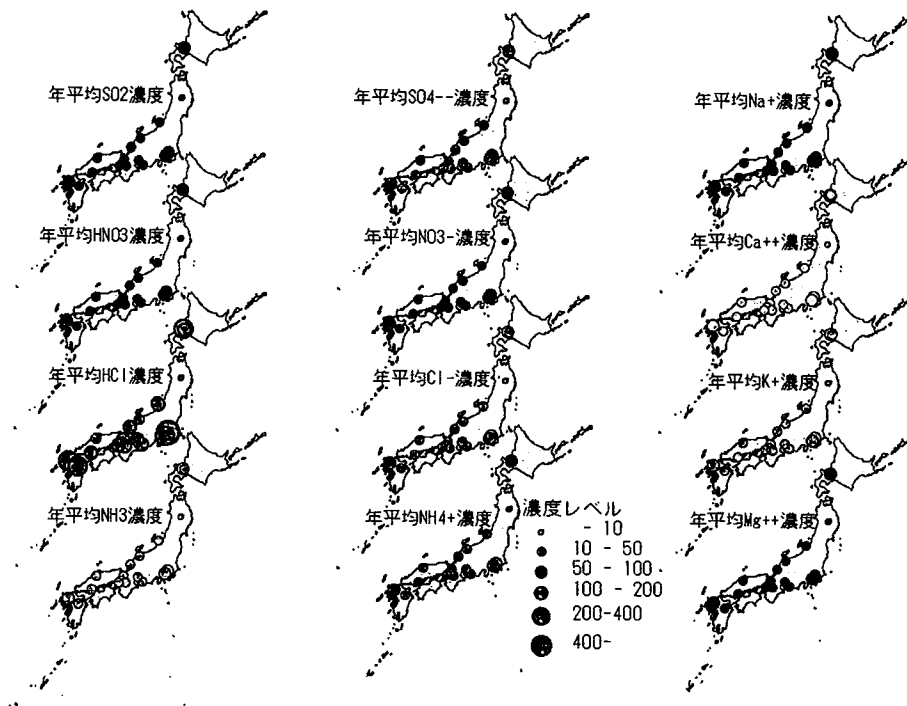 年平均SO2濃度
年平均SO4--濃度
年平均Na+濃度
年平均HNO3濃度
年平均NO3-濃度
年平均Ca++濃度
年平均HCl濃度
年平均Cl-濃度
年平均K+濃度
年平均NH3濃度
年平均NH4+濃度
年平均Mg++濃度
濃度レベル
- 10
10 - 50
50 - 100
100 - 200
200-400
400-